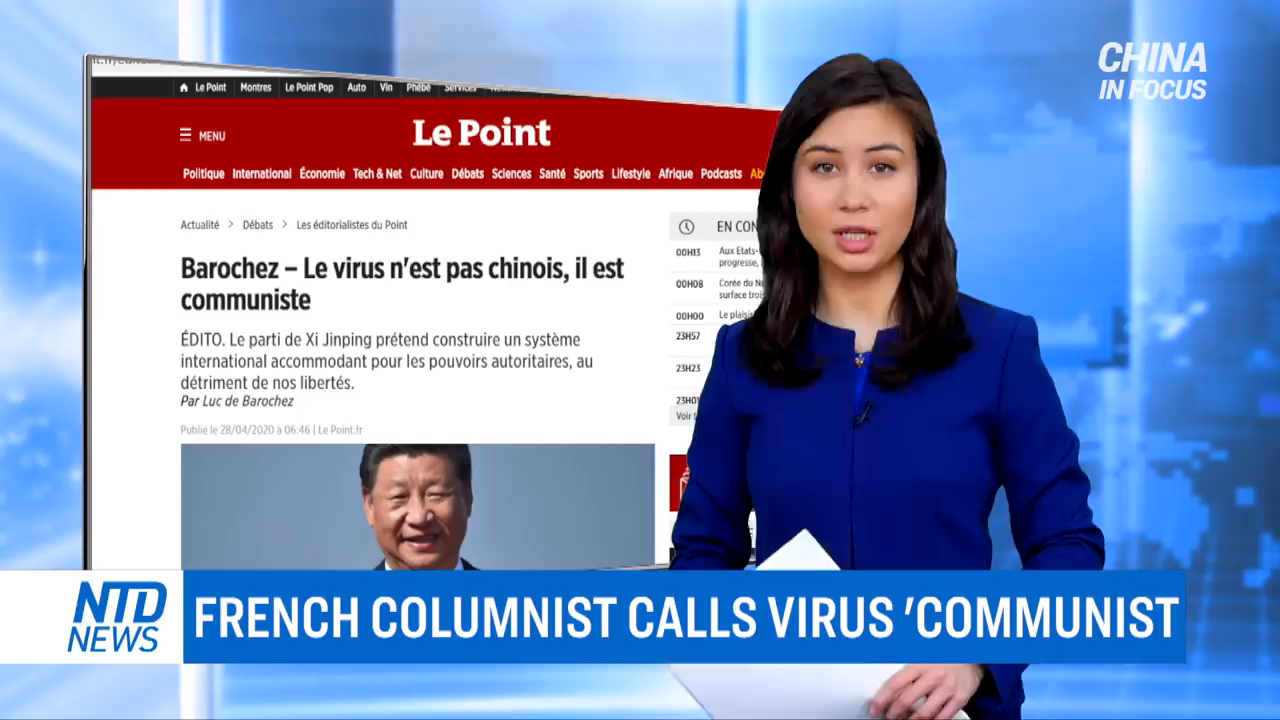 CHINA
IN FOCUS
Le Point
Montres
Le Point Pop
Auto
Vin
Phébé
Services
MENU
Le Point
Politique International Économie Tech & Net Culture Débats Sciences Santé Sports Lifestyle Afrique Podcasts
Actualité > Débats > Les éditorialistes du Point
Barochez – Le virus n'est pas chinois, il est
communiste
ÉDITO. Le parti de Xi Jinping prétend construire un système
international accommodant pour les pouvoirs autoritaires, au
détriment de nos libertés.
Par Luc de Barochez
Publié le 28/04/2020 à 06:46 | Le Point.fr
EN CON
00H13 Aux Etats-
progresse,
00H08 Corée du N
surface trois
00H00 Le plaisi
23H57
23H23
23H01
Voir t
NTD
NEWS
FRENCH COLUMNIST CALLS VIRUS 'COMMUNIST